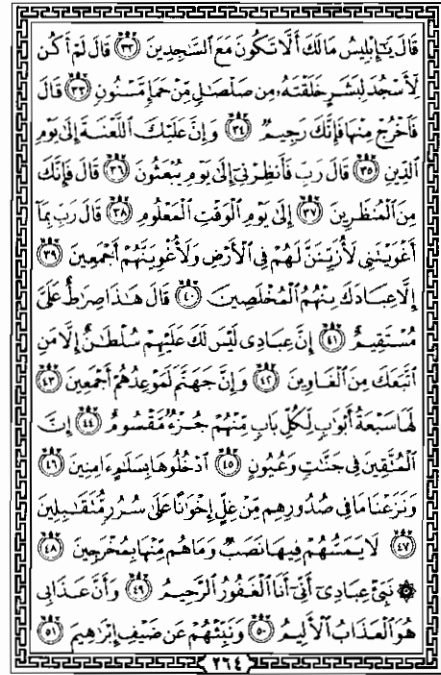 قَالَ يَٰٓإِبْلِيسُ مَا لَكَ أَلَّا تَكُونَ مَعَ ٱلسَّٰجِدِينَ ٣٢ قَالَ لَمْ أَكُن
لِّأَسْجُدَ لِبَشَرٍ خَلَقْتَهُۥ مِن صَلْصَٰلٍ مِّنْ حَمَإٍ مَّسْنُونٍ ٣٣ قَالَ
فَٱخْرُجْ مِنْهَا فَإِنَّكَ رَجِيمٌ ٣٤ وَإِنَّ عَلَيْكَ ٱللَّعْنَةَ إِلَىٰ يَوْمِ
ٱلدِّينِ ٣٥ قَالَ رَبِّ فَأَنظِرْنِىٓ إِلَىٰ يَوْمِ يُبْعَثُونَ ٣٦ قَالَ فَإِنَّكَ
مِنَ ٱلْمُنظَرِينَ ٣٧ إِلَىٰ يَوْمِ ٱلْوَقْتِ ٱلْمَعْلُومِ ٣٨ قَالَ رَبِّ بِمَآ
أَغْوَيْتَنِى لَأُزَيِّنَنَّ لَهُمْ فِى ٱلْأَرْضِ وَلَأُغْوِيَنَّهُمْ أَجْمَعِينَ ٣٩
إِلَّا عِبَادَكَ مِنْهُمُ ٱلْمُخْلَصِينَ ٤٠ قَالَ هَٰذَا صِرَٰطٌ عَلَىَّ
مُسْتَقِيمٌ ٤١ إِنَّ عِبَادِى لَيْسَ لَكَ عَلَيْهِمْ سُلْطَٰنٌ إِلَّا مَنِ
ٱتَّبَعَكَ مِنَ ٱلْغَاوِينَ ٤٢ وَإِنَّ جَهَنَّمَ لَمَوْعِدُهُمْ أَجْمَعِينَ ٤٣
لَهَا سَبْعَةُ أَبْوَٰبٍ لِّكُلِّ بَابٍ مِّنْهُمْ جُزْءٌ مَّقْسُومٌ ٤٤ إِنَّ
ٱلْمُتَّقِينَ فِى جَنَّٰتٍ وَعُيُونٍ ٤٥ ٱدْخُلُوهَا بِسَلَٰمٍ ءَامِنِينَ ٤٦
وَنَزَعْنَا مَا فِى صُدُورِهِم مِّنْ غِلٍّ إِخْوَٰنًا عَلَىٰ سُرُرٍ مُّتَقَٰبِلِينَ
٤٧ لَا يَمَسُّهُمْ فِيهَا نَصَبٌ وَمَا هُم مِّنْهَا بِمُخْرَجِينَ ٤٨
۞ نَبِّئْ عِبَادِىٓ أَنِّىٓ أَنَا ٱلْغَفُورُ ٱلرَّحِيمُ ٤٩ وَأَنَّ عَذَابِى
هُوَ ٱلْعَذَابُ ٱلْأَلِيمُ ٥٠ وَنَبِّئْهُمْ عَن ضَيْفِ إِبْرَٰهِيمَ ٥١
٢٦٤